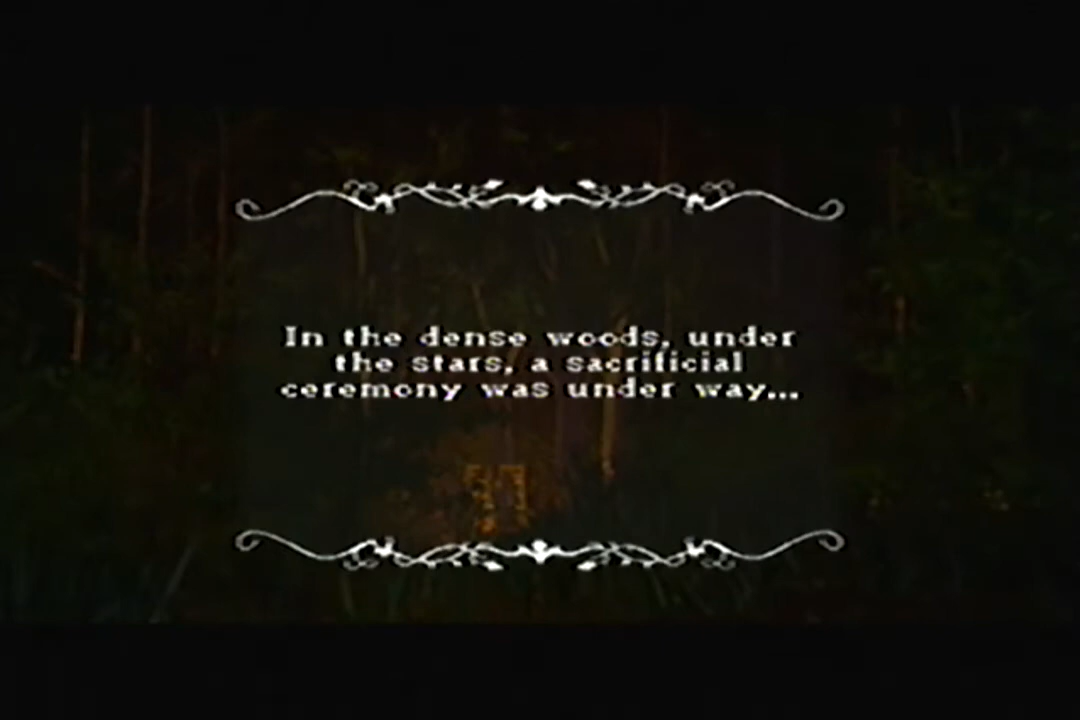 In the dense woods, under
the stars, a sacrificial
ceremony was under way...